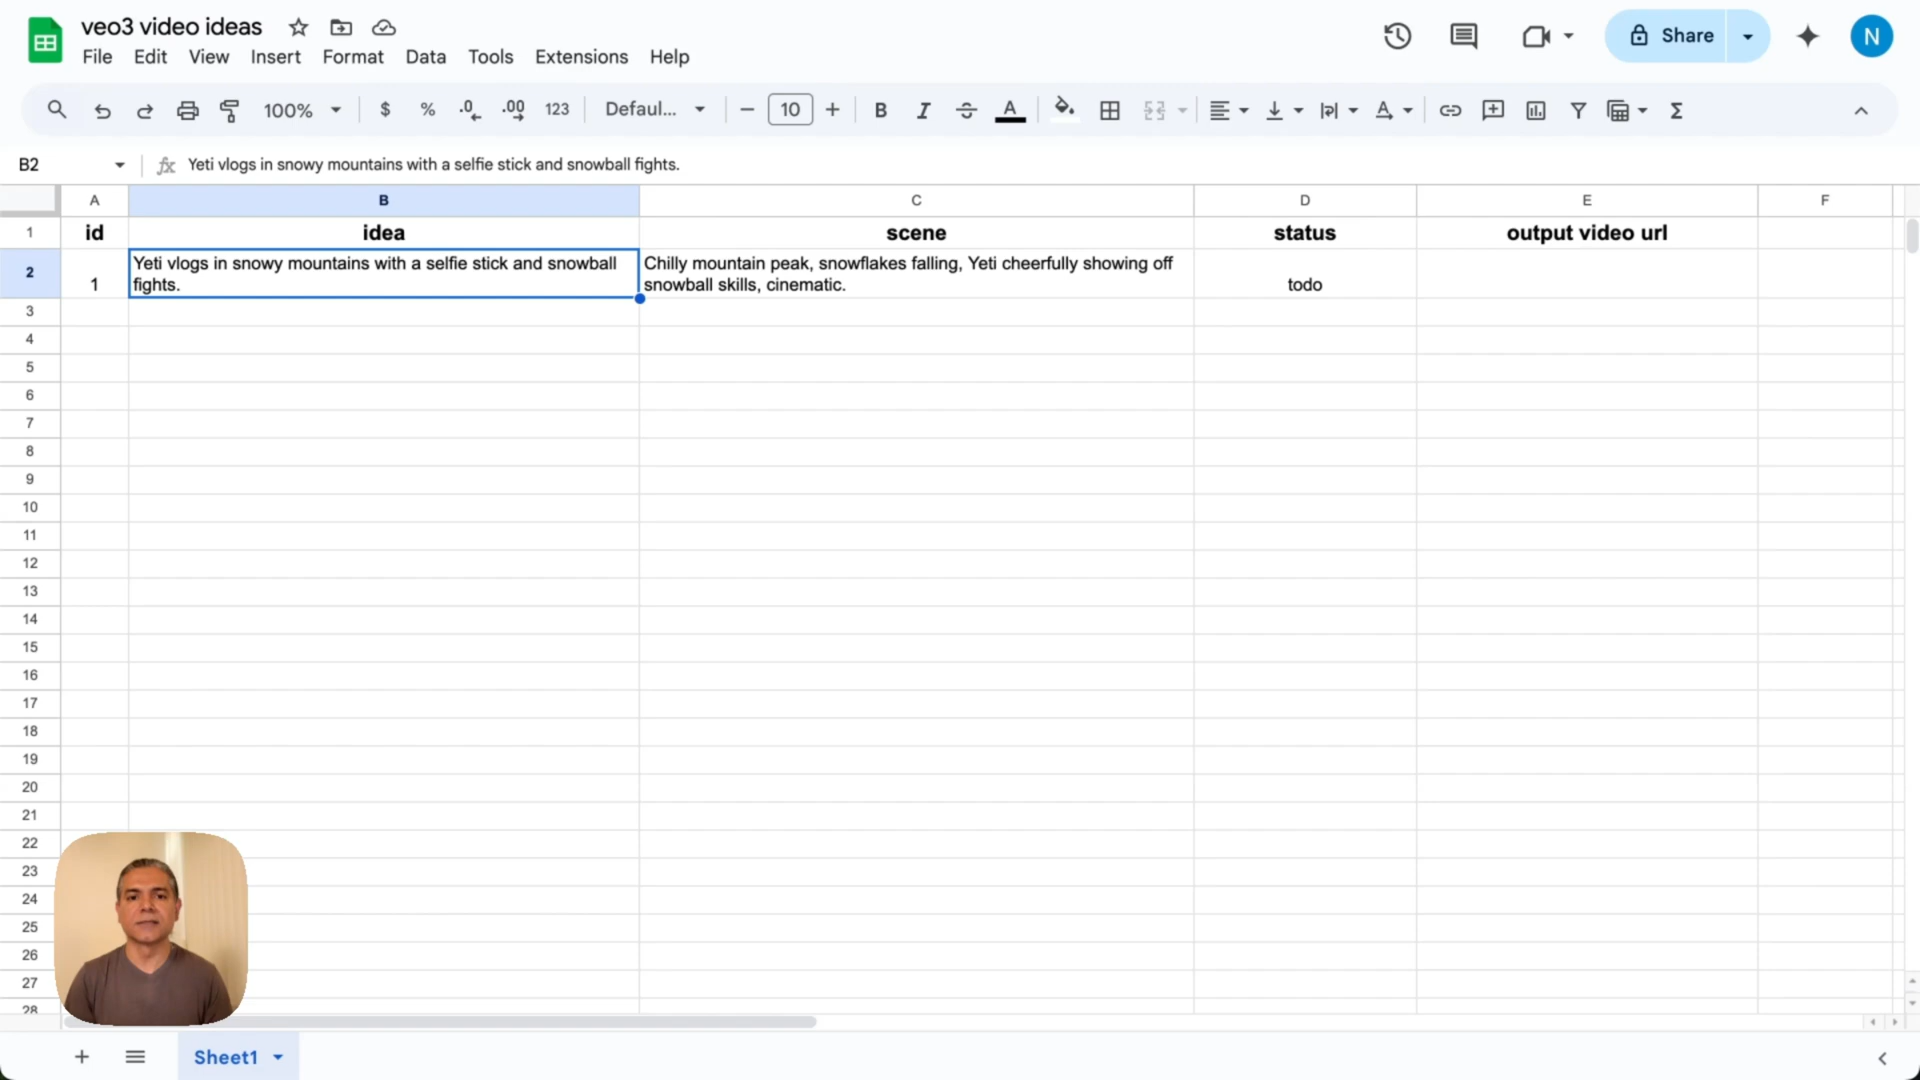 veo3 video ideas
File Edit View Insert Format Data Tools Extensions Help
Share
N
100% $ % .0 .00 123 Defaul... 10 B I A A Σ
B2 fx Yeti vlogs in snowy mountains with a selfie stick and snowball fights.
A B C D E F
1 id idea scene status output video url
2 1 Yeti vlogs in snowy mountains with a selfie stick and snowball
fights.
Chilly mountain peak, snowflakes falling, Yeti cheerfully showing off
snowball skills, cinematic.
todo
3
4
5
6
7
8
9
10
11
12
13
14
15
16
17
18
19
20
21
22
23
24
25
26
27
28
Sheet1